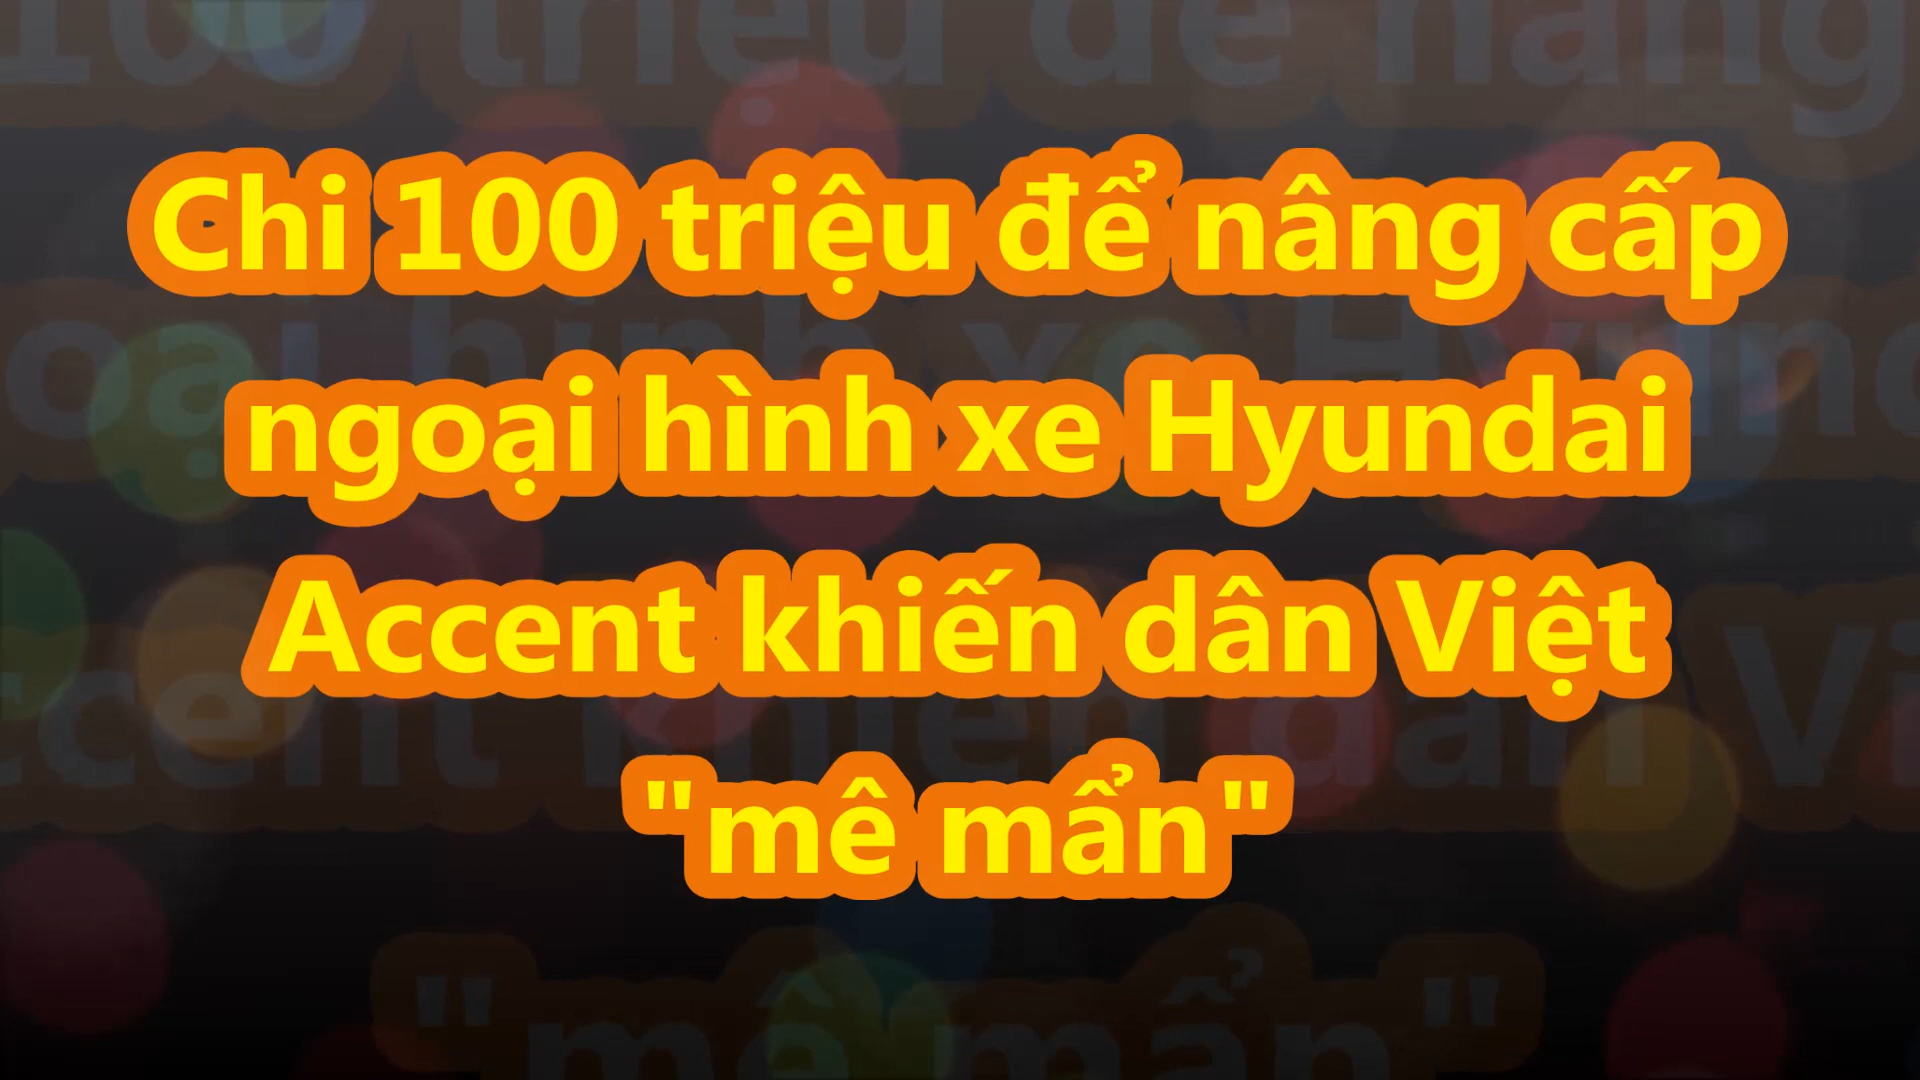 Chi 100 triệu để nâng cấp
ngoại hình xe Hyundai
Accent khiến dân Việt
"mê mẩn"